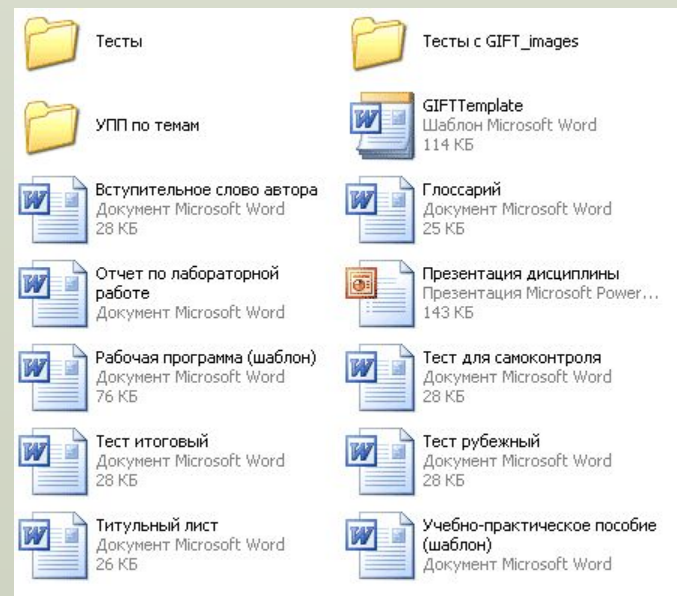 Тесты
Тесты с GIFT_images
УПП по темам
GIFTTemplate
Шаблон Microsoft Word
114 КБ
Вступительное слово автора
Документ Microsoft Word
28 КБ
Глоссарий
Документ Microsoft Word
25 КБ
Отчет по лабораторной
работе
Документ Microsoft Word
Презентация дисциплины
Презентация Microsoft Power...
143 КБ
Рабочая программа (шаблон)
Документ Microsoft Word
76 КБ
Тест для самоконтроля
Документ Microsoft Word
28 КБ
Тест итоговый
Документ Microsoft Word
28 КБ
Тест рубежный
Документ Microsoft Word
28 КБ
Титульный лист
Документ Microsoft Word
26 КБ
Учебно-практическое пособие
(шаблон)
Документ Microsoft Word